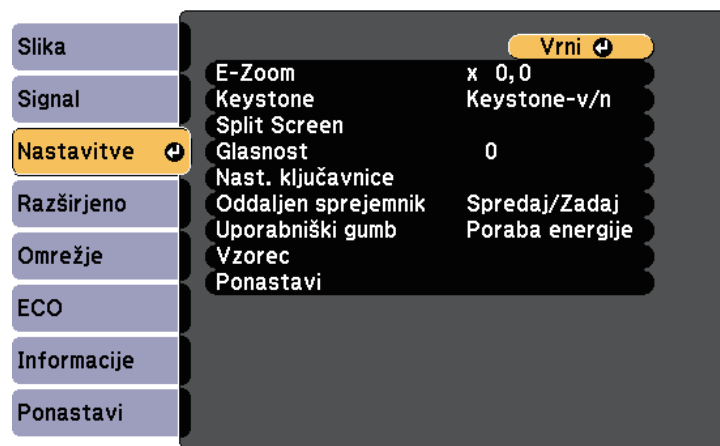 Slika
Signal
Nastavitve
Razširjeno
Omrežje
ECO
Informacije
Ponastavi
Vrni
E-Zoom x 0,0
Keystone Keystone-v/n
Split Screen
Glasnost 0
Nast. ključavnice
Oddaljen sprejemnik Spredaj/Zadaj
Uporabniški gumb Poraba energije
Vzorec
Ponastavi